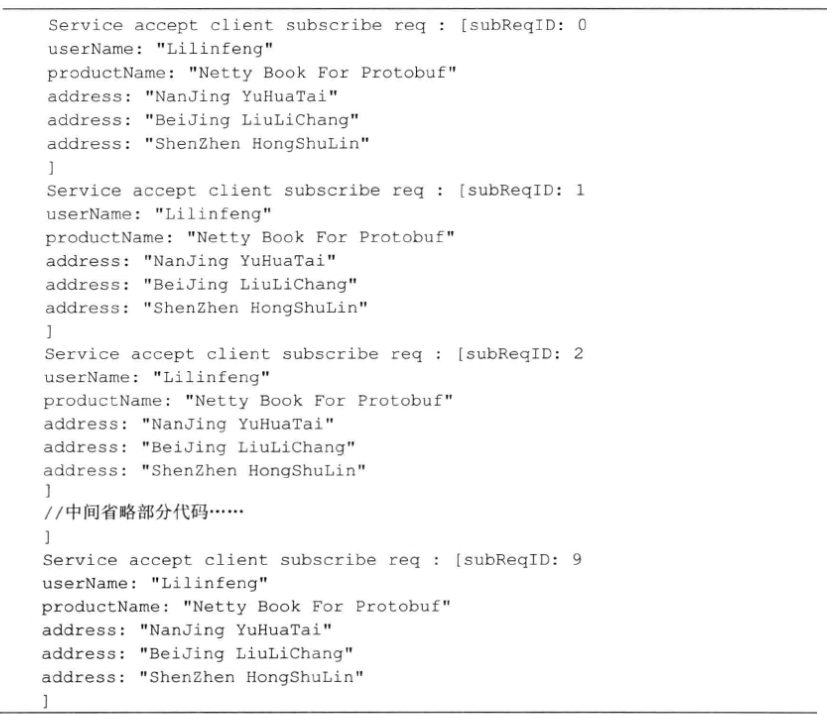 Service accept client subscribe req : [subReqID: 0
userName: "Lilinfeng"
productName: "Netty Book For Protobuf"
address: "NanJing YuHuaTai"
address: "BeiJing LiuLiChang"
address: "ShenZhen HongShuLin"
]
Service accept client subscribe req : [subReqID: 1
userName: "Lilinfeng"
productName: "Netty Book For Protobuf"
address: "NanJing YuHuaTai"
address: "BeiJing LiuLiChang"
address: "ShenZhen HongShuLin"
]
Service accept client subscribe req : [subReqID: 2
userName: "Lilinfeng"
productName: "Netty Book For Protobuf"
address: "NanJing YuHuaTai"
address: "BeiJing LiuLiChang"
address: "ShenZhen HongShuLin"
]
//中间省略部分代码……
]
Service accept client subscribe req : [subReqID: 9
userName: "Lilinfeng"
productName: "Netty Book For Protobuf"
address: "NanJing YuHuaTai"
address: "BeiJing LiuLiChang"
address: "ShenZhen HongShuLin"
]